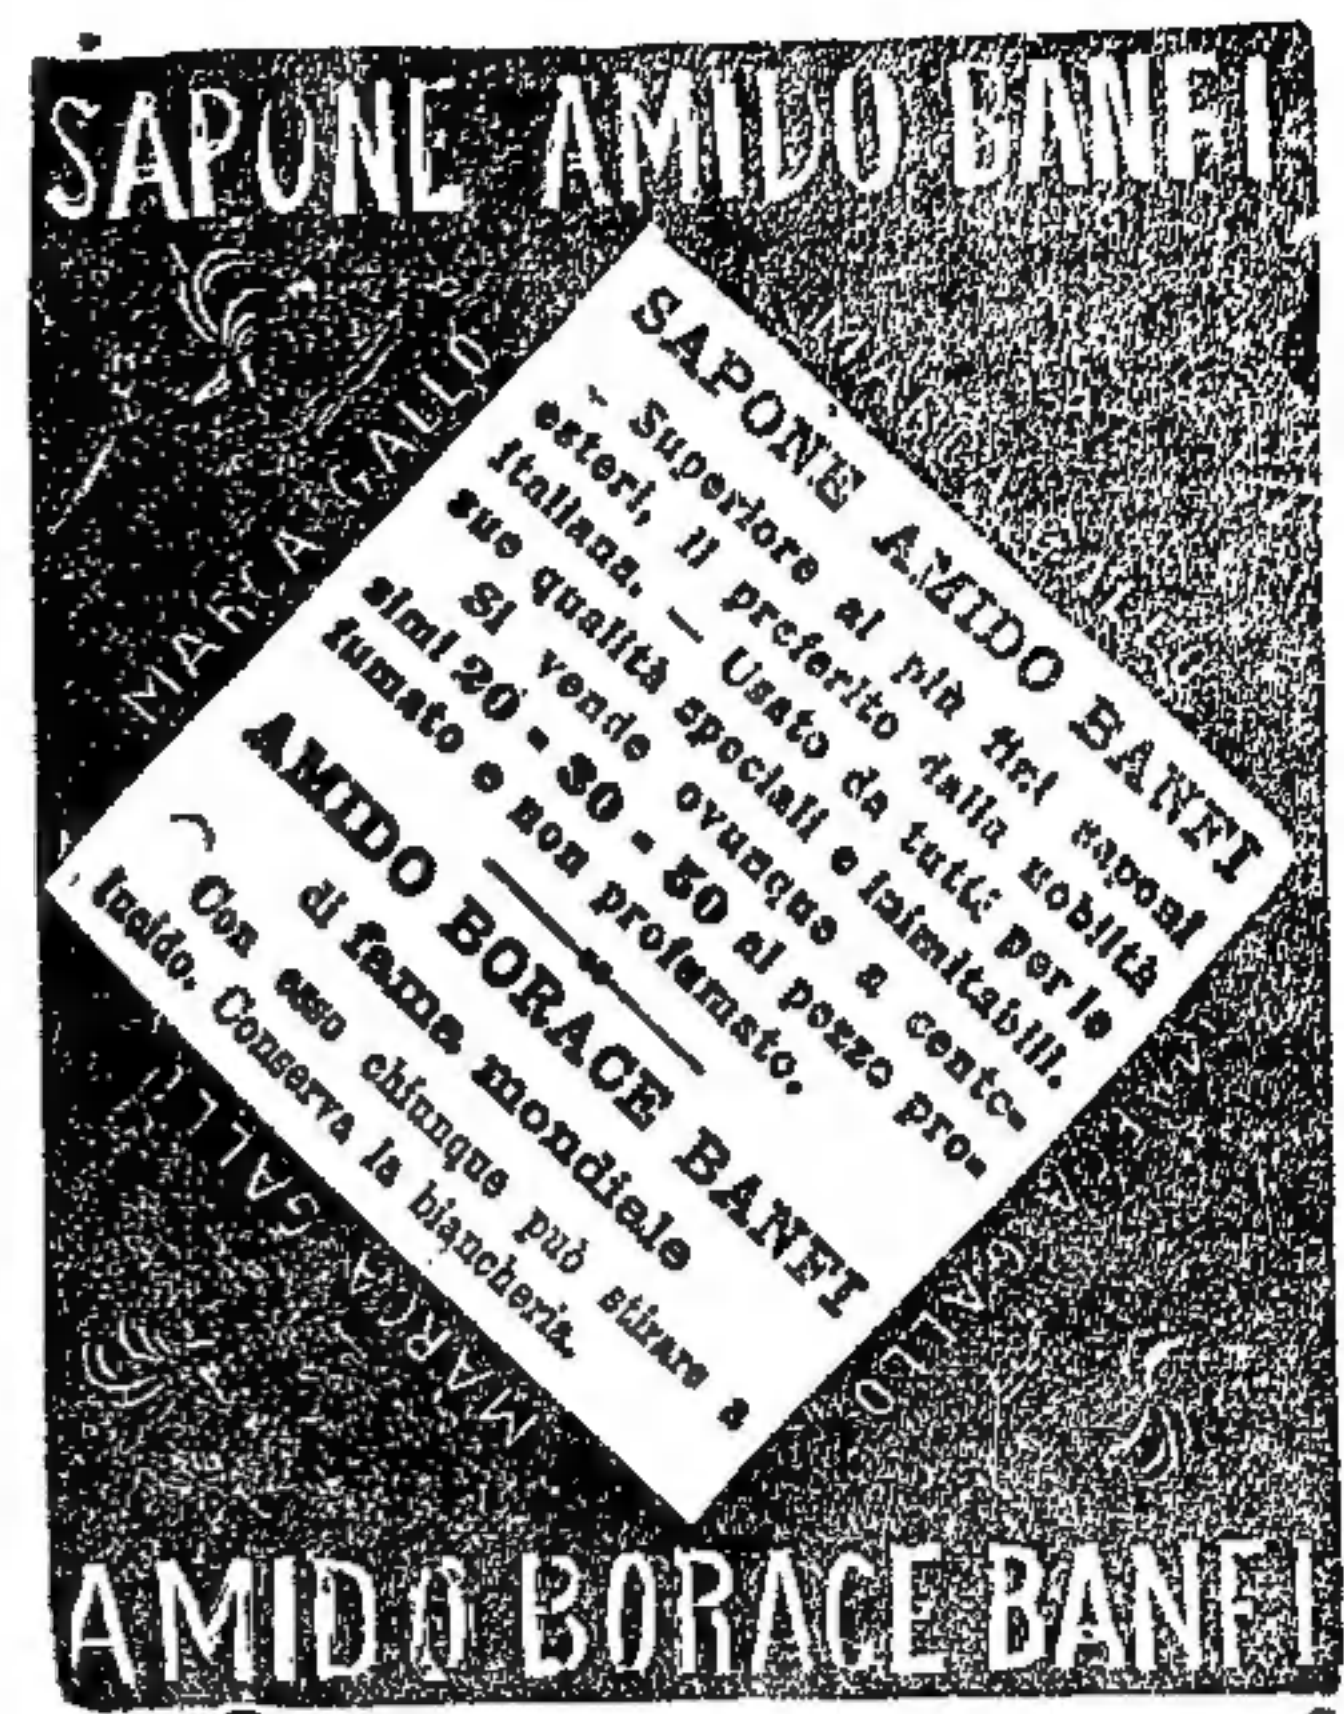 SAPONE AMIDO BANFI
MARCA GALLO
MARCA GALLO
SAPONE AMIDO BANFI
- Superiore ai più fini saponi
esteri, il preferito dalla nobiltà
italiana. — Usato da tutti per le
sue qualità speciali e inimitabili.
Si vende ovunque a cente-
simi 20 - 30 - 50 al pezzo pro-
fumato e non profumato.
AMIDO BORACE BANFI
di fama mondiale
Con esso chiunque può stirare a
lucido. Conserva la biancheria.
MARCA GALLO
MARCA GALLO
AMIDO BORACE BANFI